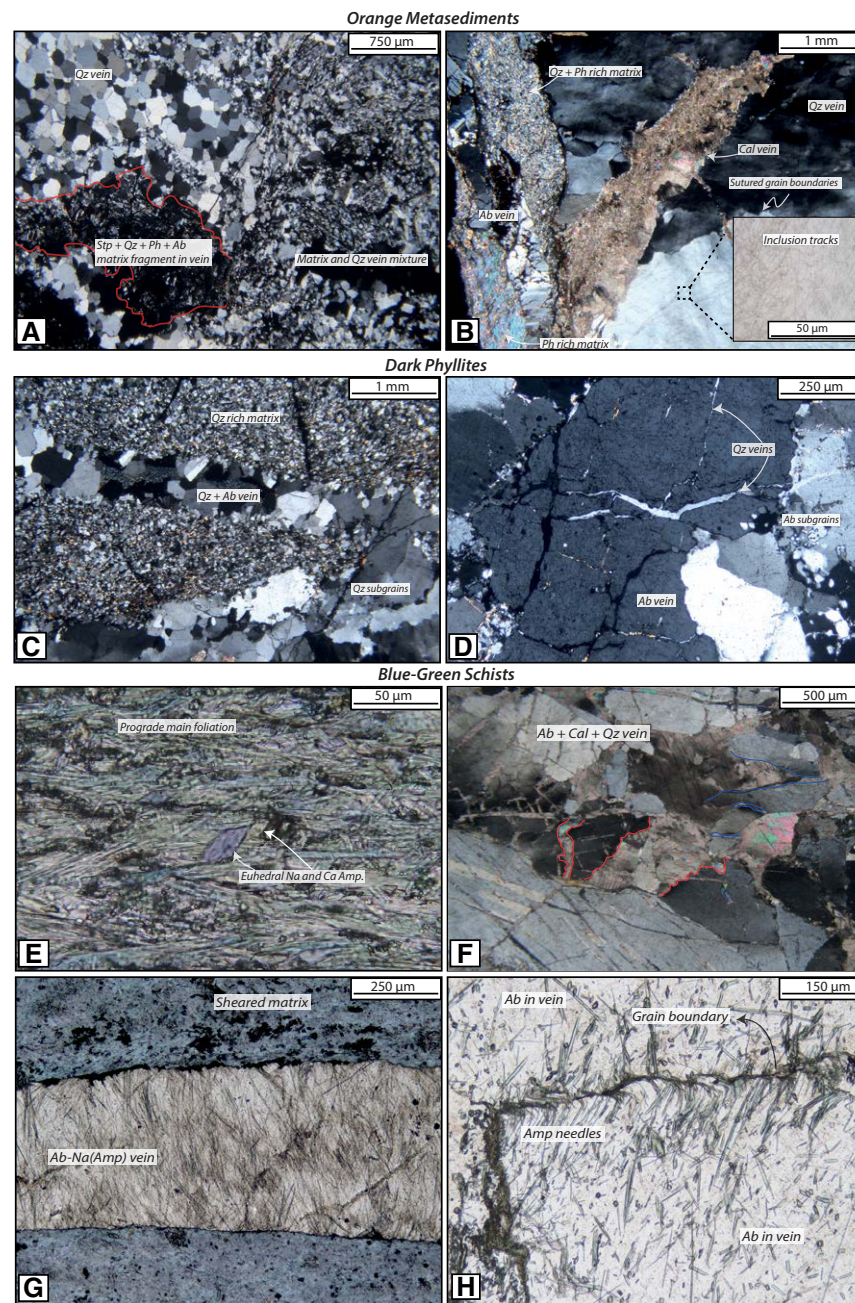 Orange Metasediments
750 µm
Qz vein
Stp + Qz + Ph + Ab
matrix fragment in vein
Matrix and Qz vein mixture
A
1 mm
Qz + Ph rich matrix
Qz vein
Cal vein
Sutured grain boundaries
Ab vein
Inclusion tracks
50 µm
Ph rich matrix
B
Dark Phyllites
1 mm
Qz rich matrix
Qz + Ab vein
Qz subgrains
C
250 µm
Qz veins
Ab subgrains
Ab vein
D
Blue-Green Schists
50 µm
Prograde main foliation
Euhedral Na and Ca Amp.
E
500 µm
Ab + Cal + Qz vein
F
250 µm
Sheared matrix
Ab-Na(Amp) vein
G
150 µm
Ab in vein
Grain boundary
Amp needles
Ab in vein
H